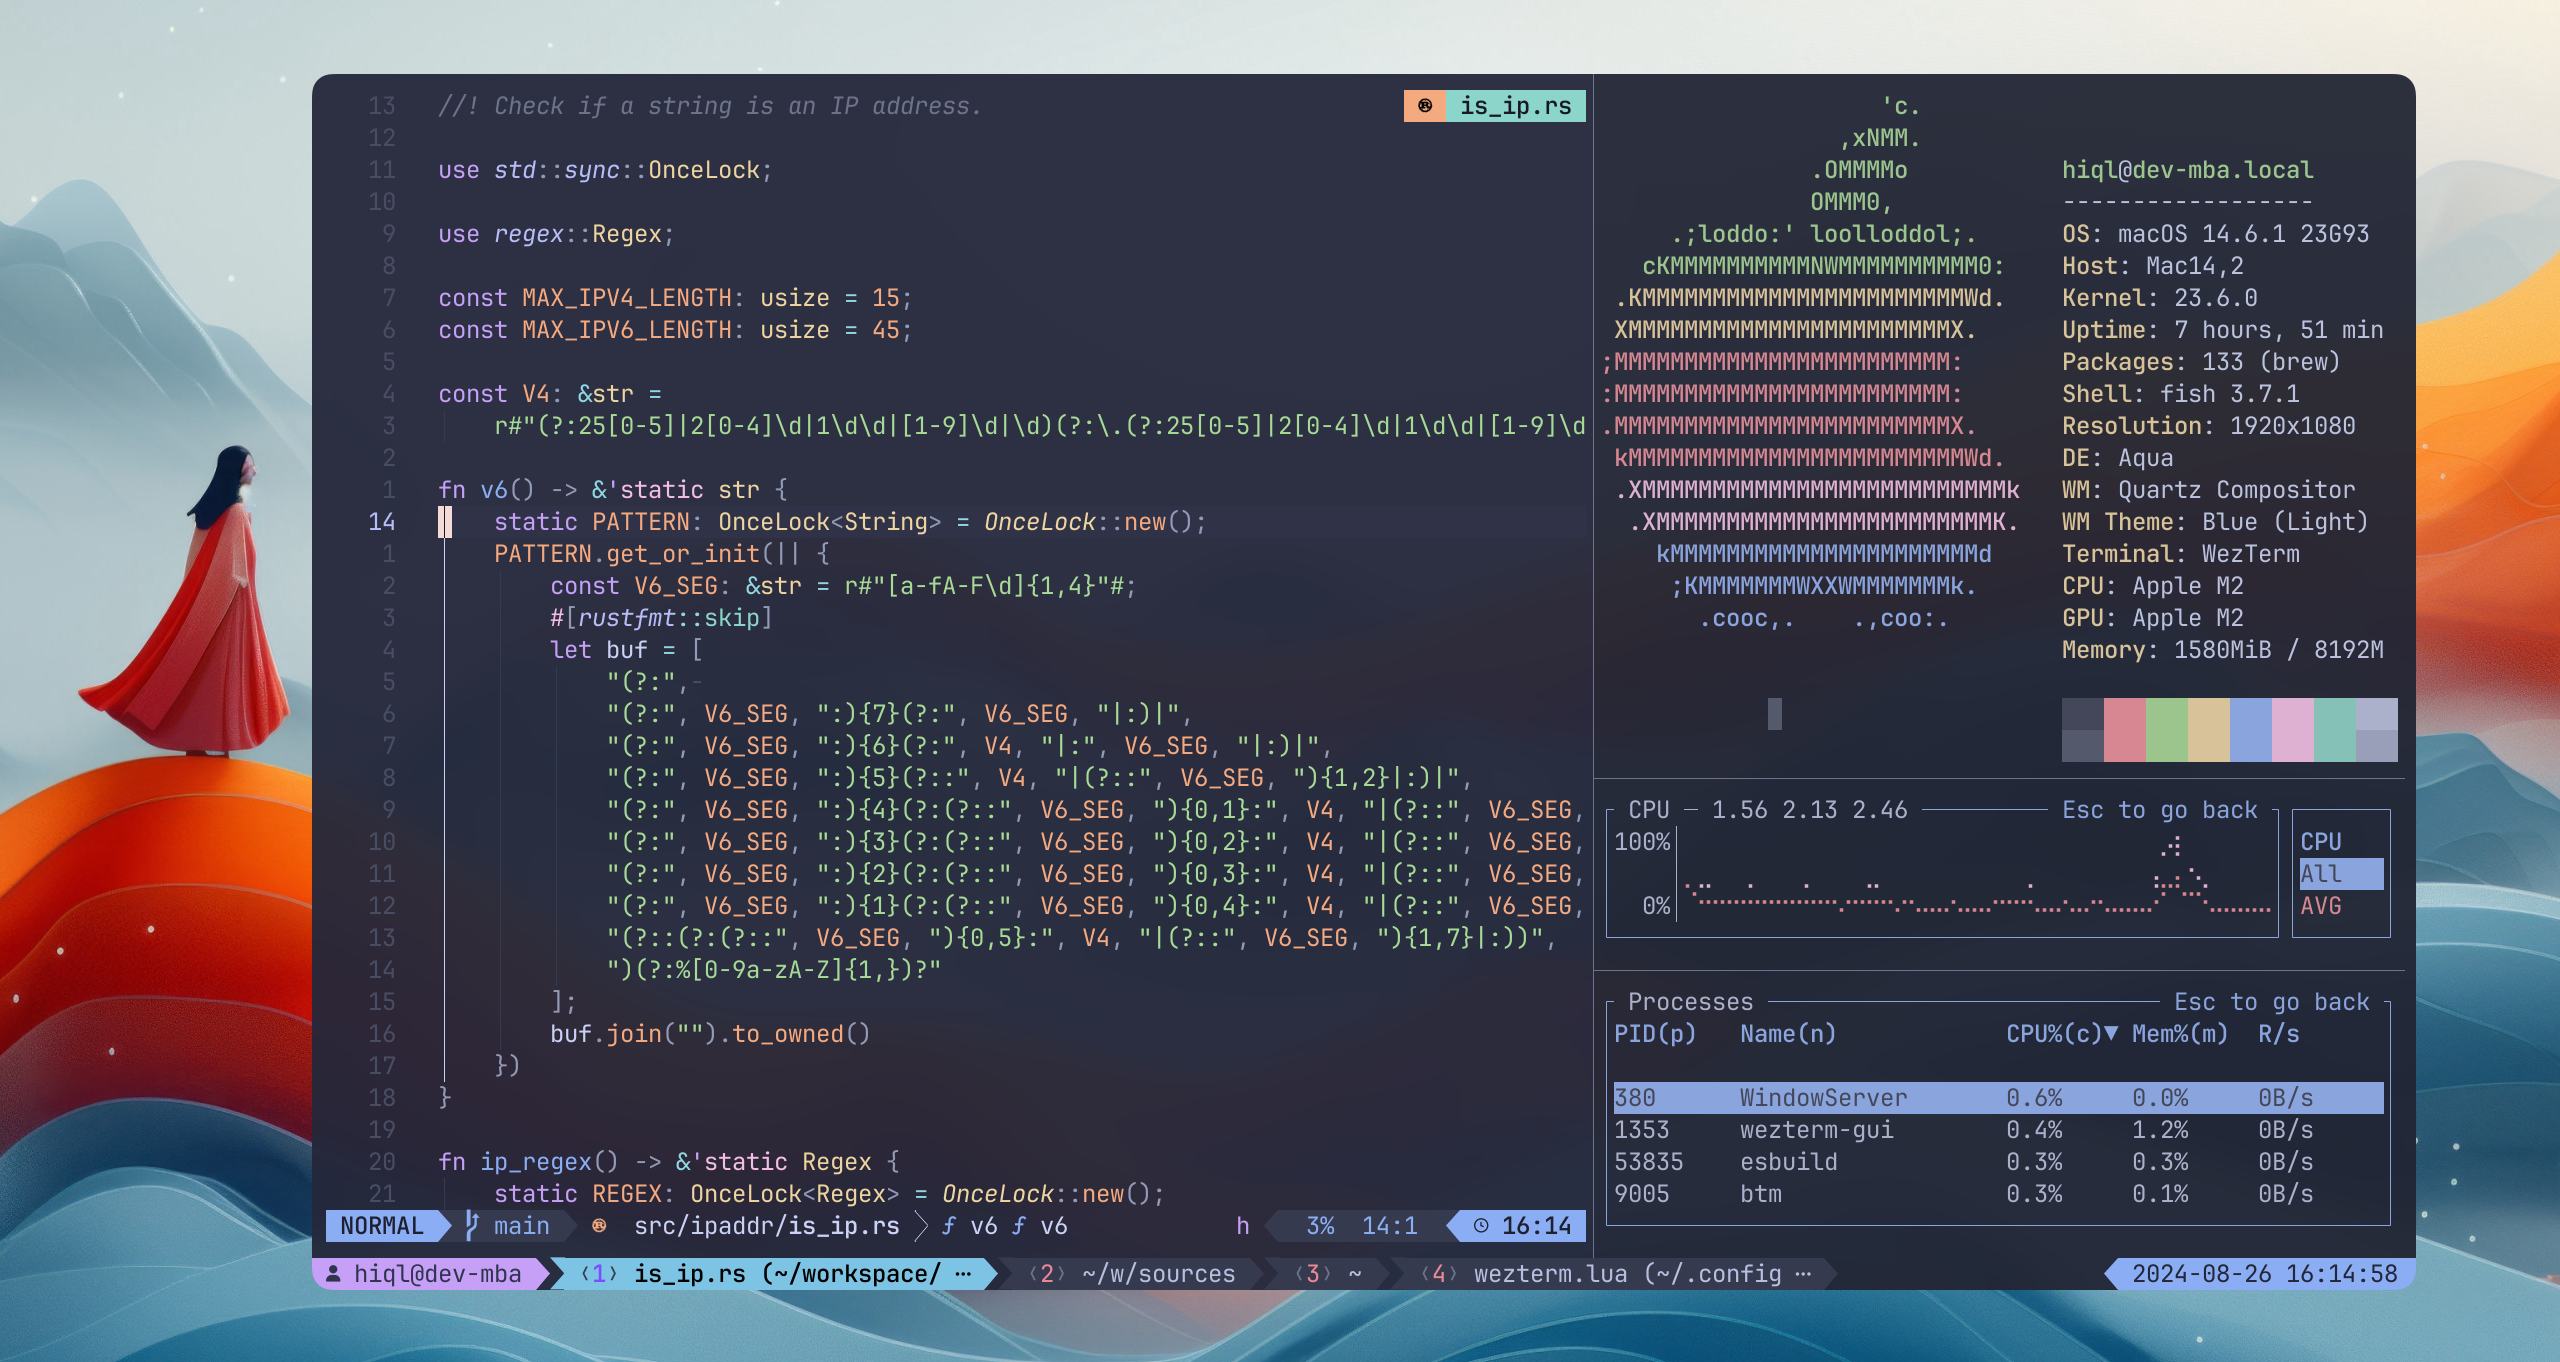 13 //! Check if a string is an IP address.
is_ip.rs
12
11 use std::sync::OnceLock;
10
9 use regex::Regex;
8
7 const MAX_IPV4_LENGTH: usize = 15;
6 const MAX_IPV6_LENGTH: usize = 45;
5
4 const V4: &str =
3 r#"(?:25[0-5]|2[0-4]\d|1\d\d|[1-9]\d|\d)(?:\.(?:25[0-5]|2[0-4]\d|1\d\d|[1-9]\d
2
1 fn v6() -> &'static str {
14 static PATTERN: OnceLock<String> = OnceLock::new();
1 PATTERN.get_or_init(|| {
2 const V6_SEG: &str = r#"[a-fA-F\d]{1,4}"#;
3 #[rustfmt::skip]
4 let buf = [
5 "(?:",-
6 "(?:", V6_SEG, ":){7}(?:", V6_SEG, "|:)|",
7 "(?:", V6_SEG, ":){6}(?:", V4, "|:", V6_SEG, "|:)|",
8 "(?:", V6_SEG, ":){5}(?::", V4, "|(?::", V6_SEG, "){1,2}|:)|",
9 "(?:", V6_SEG, ":){4}(?:(?::", V6_SEG, "){0,1}:", V4, "|(?::", V6_SEG,
10 "(?:", V6_SEG, ":){3}(?:(?::", V6_SEG, "){0,2}:", V4, "|(?::", V6_SEG,
11 "(?:", V6_SEG, ":){2}(?:(?::", V6_SEG, "){0,3}:", V4, "|(?::", V6_SEG,
12 "(?:", V6_SEG, ":){1}(?:(?::", V6_SEG, "){0,4}:", V4, "|(?::", V6_SEG,
13 "(?::(?:(?::", V6_SEG, "){0,5}:", V4, "|(?::", V6_SEG, "){1,7}|:))",
14 ")(?:%[0-9a-zA-Z]{1,})?"
15 ];
16 buf.join("").to_owned()
17 })
18 }
19
20 fn ip_regex() -> &'static Regex {
21 static REGEX: OnceLock<Regex> = OnceLock::new();
NORMAL main src/ipaddr/is_ip.rs f v6 f v6 h 3% 14:1 16:14
'c.
,xNMM.
.OMMMMo
OMMM0,
.;loddo:' loolloddol;.
cKMMMMMMMMMMNWMMMMMMMMMM0:
.KMMMMMMMMMMMMMMMMMMMMMMMWd.
XMMMMMMMMMMMMMMMMMMMMMMMX.
;MMMMMMMMMMMMMMMMMMMMMMMM:
:MMMMMMMMMMMMMMMMMMMMMMMM:
.MMMMMMMMMMMMMMMMMMMMMMMMX.
kMMMMMMMMMMMMMMMMMMMMMMMMWd.
.XMMMMMMMMMMMMMMMMMMMMMMMMMMk
.XMMMMMMMMMMMMMMMMMMMMMMMMK.
kMMMMMMMMMMMMMMMMMMMMMMd
;KMMMMMMMWXXWMMMMMMMk.
.cooc,. .,coo:.
hiql@dev-mba.local
------------------
OS: macOS 14.6.1 23G93
Host: Mac14,2
Kernel: 23.6.0
Uptime: 7 hours, 51 min
Packages: 133 (brew)
Shell: fish 3.7.1
Resolution: 1920x1080
DE: Aqua
WM: Quartz Compositor
WM Theme: Blue (Light)
Terminal: WezTerm
CPU: Apple M2
GPU: Apple M2
Memory: 1580MiB / 8192M
CPU 1.56 2.13 2.46 Esc to go back
100%
0%
CPU
All
AVG
Processes Esc to go back
PID(p) Name(n) CPU%(c)▼ Mem%(m) R/s
380 WindowServer 0.6% 0.0% 0B/s
1353 wezterm-gui 0.4% 1.2% 0B/s
53835 esbuild 0.3% 0.3% 0B/s
9005 btm 0.3% 0.1% 0B/s
hiql@dev-mba ‹1› is_ip.rs (~/workspace/ … ‹2› ~/w/sources ‹3› ~ ‹4› wezterm.lua (~/.config … 2024-08-26 16:14:58